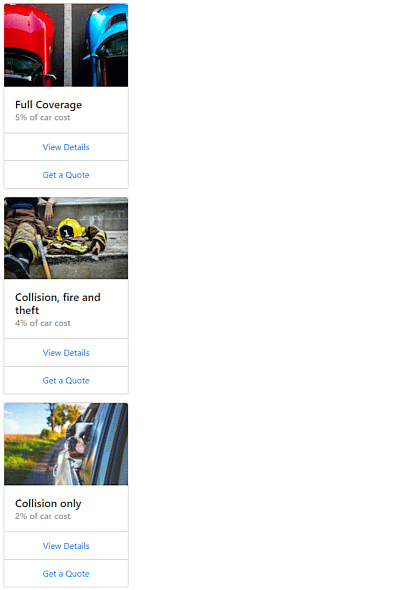 Full Coverage
5% of car cost
View Details
Get a Quote
Collision, fire and
theft
4% of car cost
View Details
Get a Quote
Collision only
2% of car cost
View Details
Get a Quote